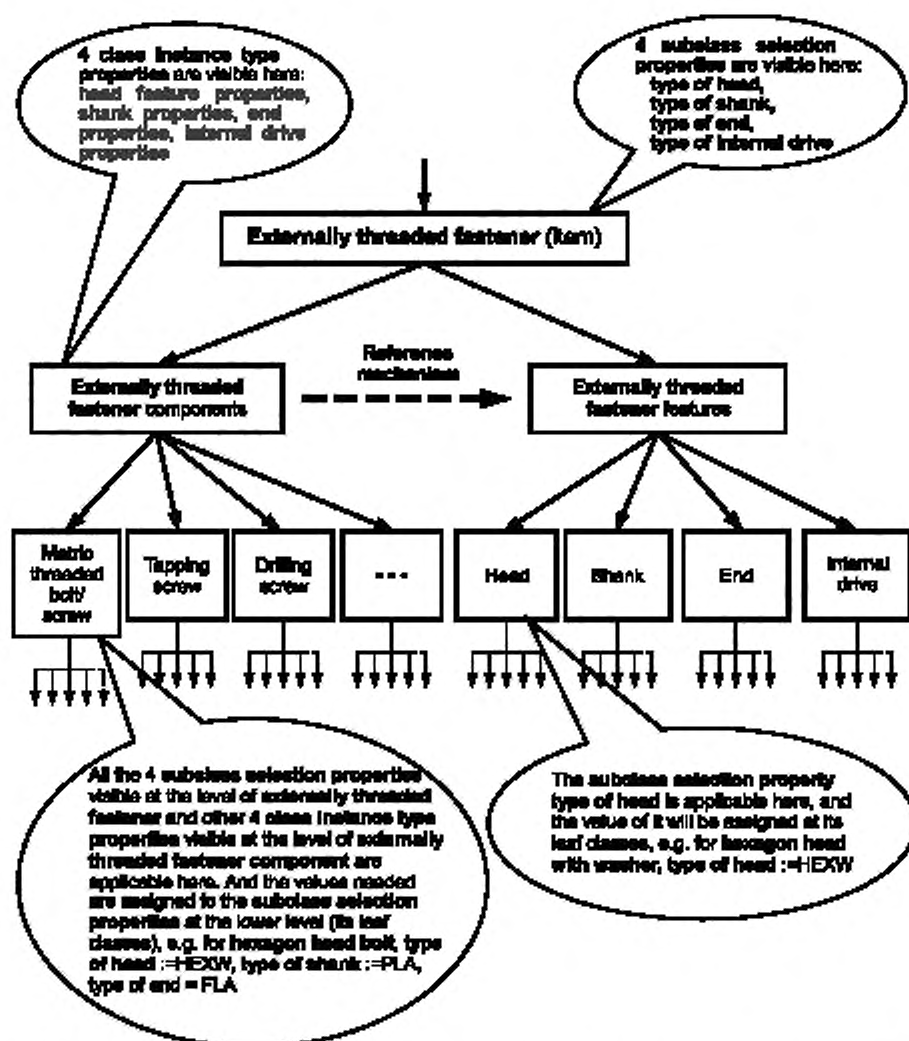 4 class instance type
properties are visible here:
head feature properties,
shank properties, end
properties, internal drive
properties
4 subclass selection
properties are visible here:
type of head,
type of shank,
type of end,
type of internal drive
Externally threaded fastener (item)
Reference
mechanism
Externally threaded
fastener components
Externally threaded
fastener features
Metric
threaded
bolt/
screw
Tapping
screw
Drilling
screw
---
Head
Shank
End
Internal
drive
All the 4 subclass selection properties
visible at the level of externally threaded
fastener and other 4 class instance type
properties visible at the level of externally
threaded fastener component are
applicable here. And the values needed
are assigned to the subclass selection
properties at the lower level (its leaf
classes), e.g. for hexagon head bolt, type
of head :=HEXW, type of shank :=PLA,
type of end = FLA
The subclass selection property
type of head is applicable here, and
the value of it will be assigned at its
leaf classes, e.g. for hexagon head
with washer, type of head :=HEXW